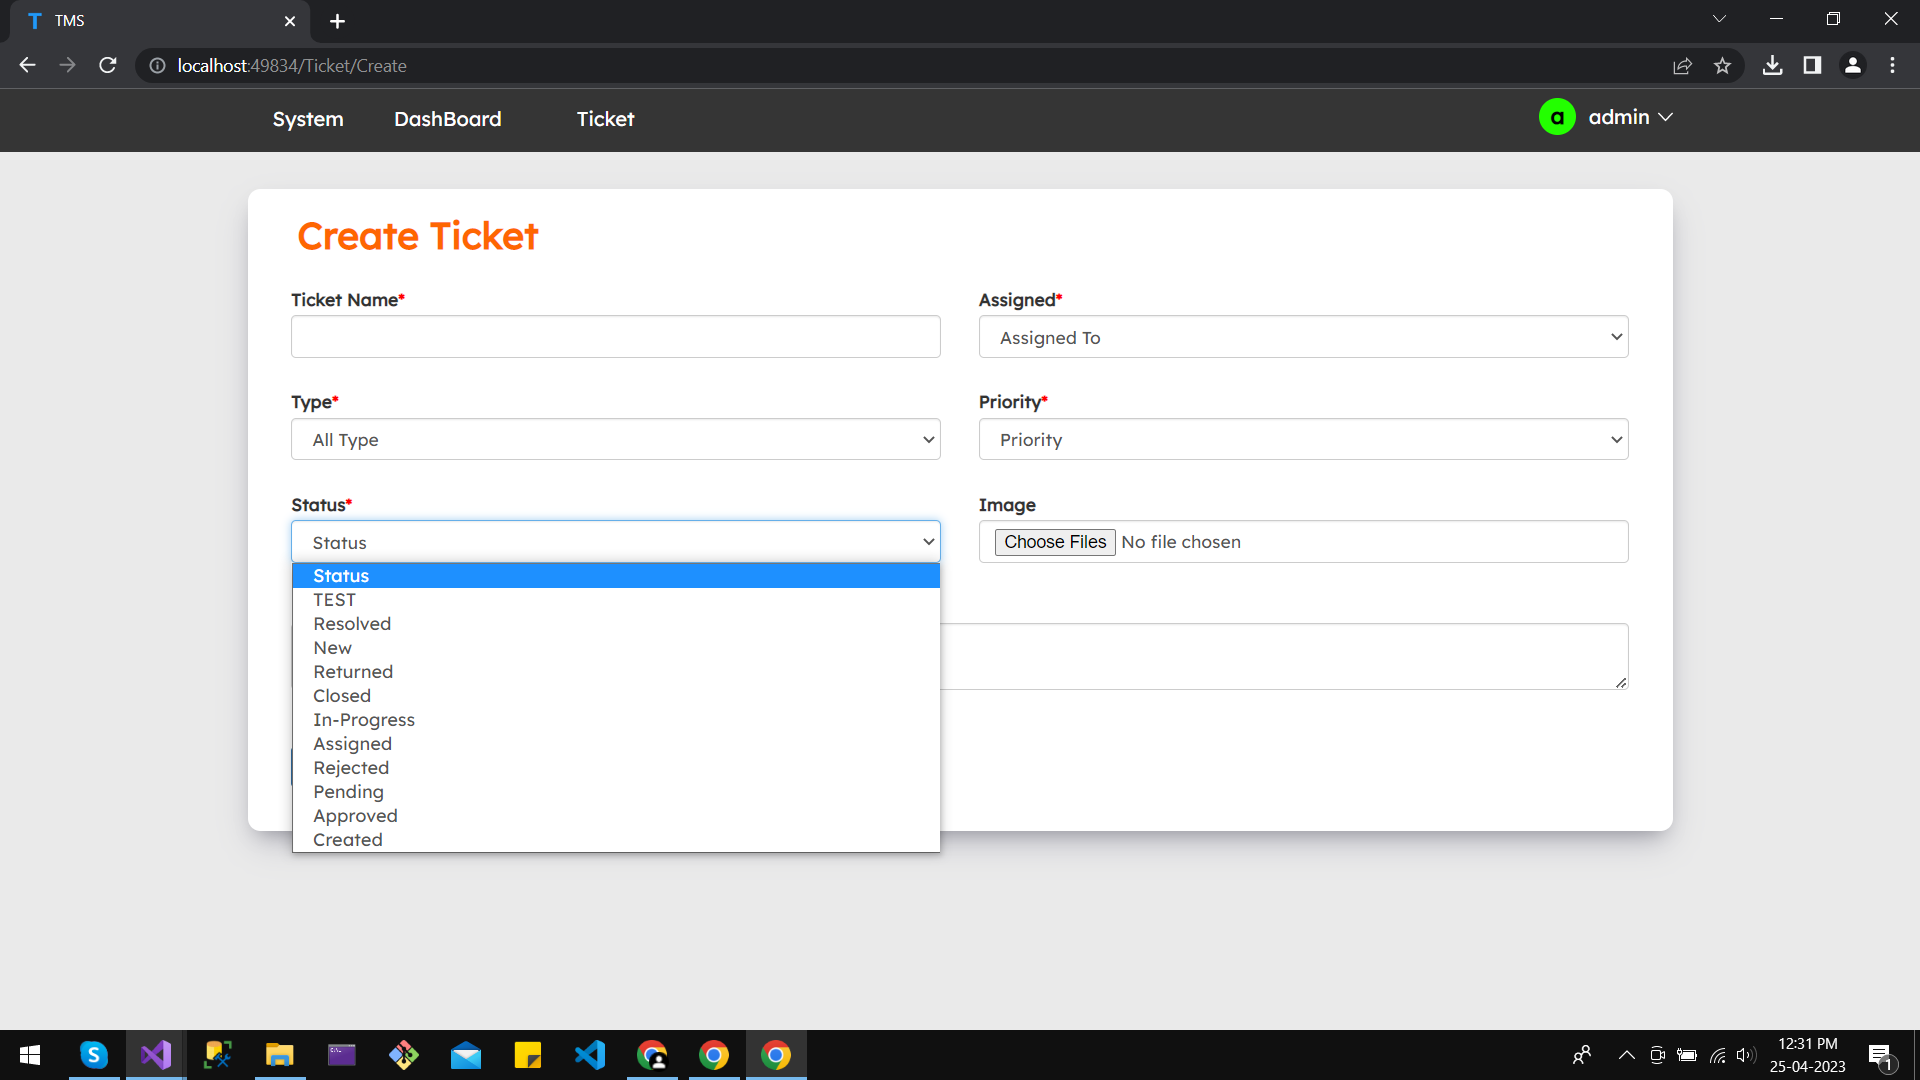 TMS
localhost:49834/Ticket/Create
System DashBoard Ticket
a admin
Create Ticket
Ticket Name* Assigned*
Assigned To
Type* Priority*
All Type Priority
Status* Image
Status Choose Files No file chosen
Status
TEST
Resolved
New
Returned
Closed
In-Progress
Assigned
Rejected
Pending
Approved
Created
12:31 PM
25-04-2023
1